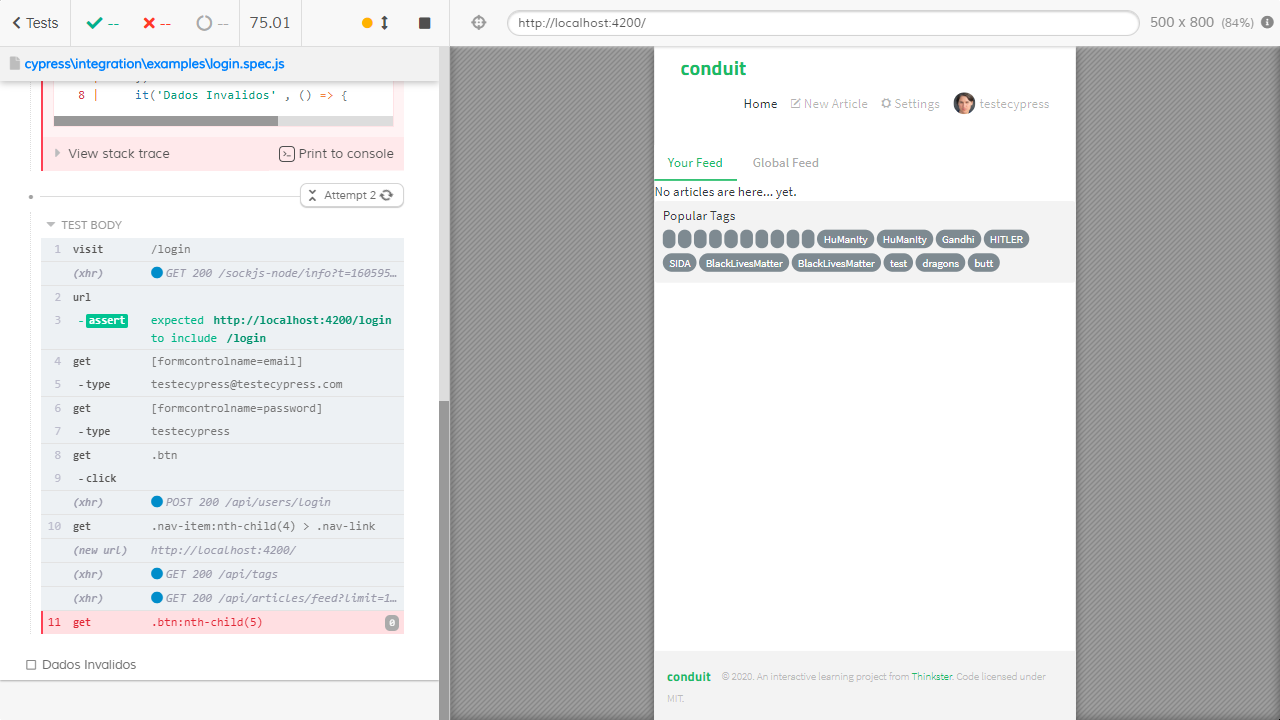 Tests
--
--
--
75.01
http://localhost:4200/
500 x 800 (84%)
cypress\integration\examples\login.spec.js
8 | it('Dados Invalidos' , () => {
View stack trace
Print to console
Attempt 2
TEST BODY
1 visit /login
(xhr) GET 200 /sockjs-node/info?t=160595…
2 url
3 -assert expected http://localhost:4200/login
to include /login
4 get [formcontrolname=email]
5 -type testecypress@testecypress.com
6 get [formcontrolname=password]
7 -type testecypress
8 get .btn
9 -click
(xhr) POST 200 /api/users/login
10 get .nav-item:nth-child(4) > .nav-link
(new url) http://localhost:4200/
(xhr) GET 200 /api/tags
(xhr) GET 200 /api/articles/feed?limit=1…
11 get .btn:nth-child(5) 0
Dados Invalidos
conduit
Home New Article Settings testecypress
Your Feed Global Feed
No articles are here... yet.
Popular Tags
HuManIty HuManIty Gandhi HITLER
SIDA BlackLivesMatter BlackLivesMatter test dragons butt
conduit © 2020. An interactive learning project from Thinkster. Code licensed under
MIT.